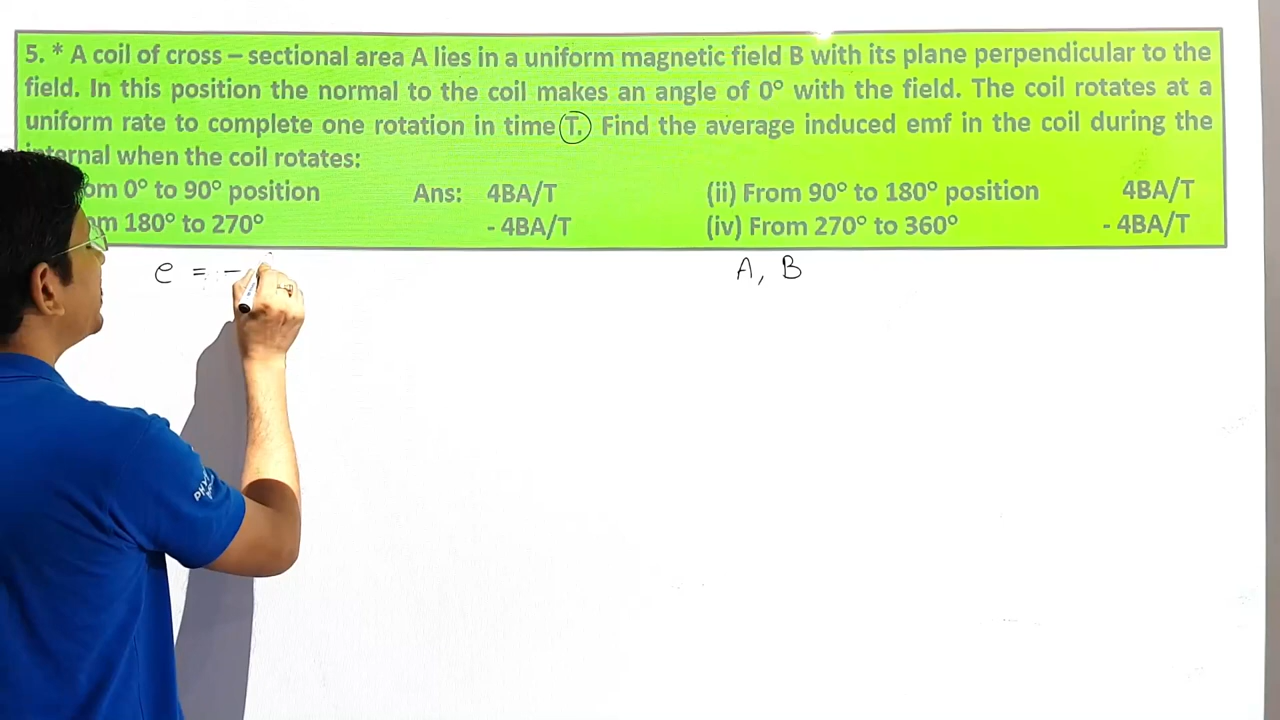 5. * A coil of cross – sectional area A lies in a uniform magnetic field B with its plane perpendicular to the
field. In this position the normal to the coil makes an angle of 0° with the field. The coil rotates at a
uniform rate to complete one rotation in time T. Find the average induced emf in the coil during the
when the coil rotates:
0° to 90° position Ans: 4BA/T (ii) From 90° to 180° position 4BA/T
180° to 270° - 4BA/T (iv) From 270° to 360° - 4BA/T
e = - A, B